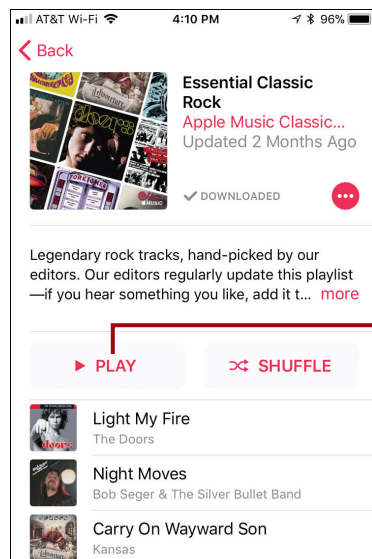 AT&T Wi-Fi 4:10 PM 96%
Back
Essential Classic
Rock
Apple Music Classic...
Updated 2 Months Ago
DOWNLOADED
Legendary rock tracks, hand-picked by our
editors. Our editors regularly update this playlist
—if you hear something you like, add it t... more
PLAY
SHUFFLE
Light My Fire
The Doors
Night Moves
Bob Seger & The Silver Bullet Band
Carry On Wayward Son
Kansas